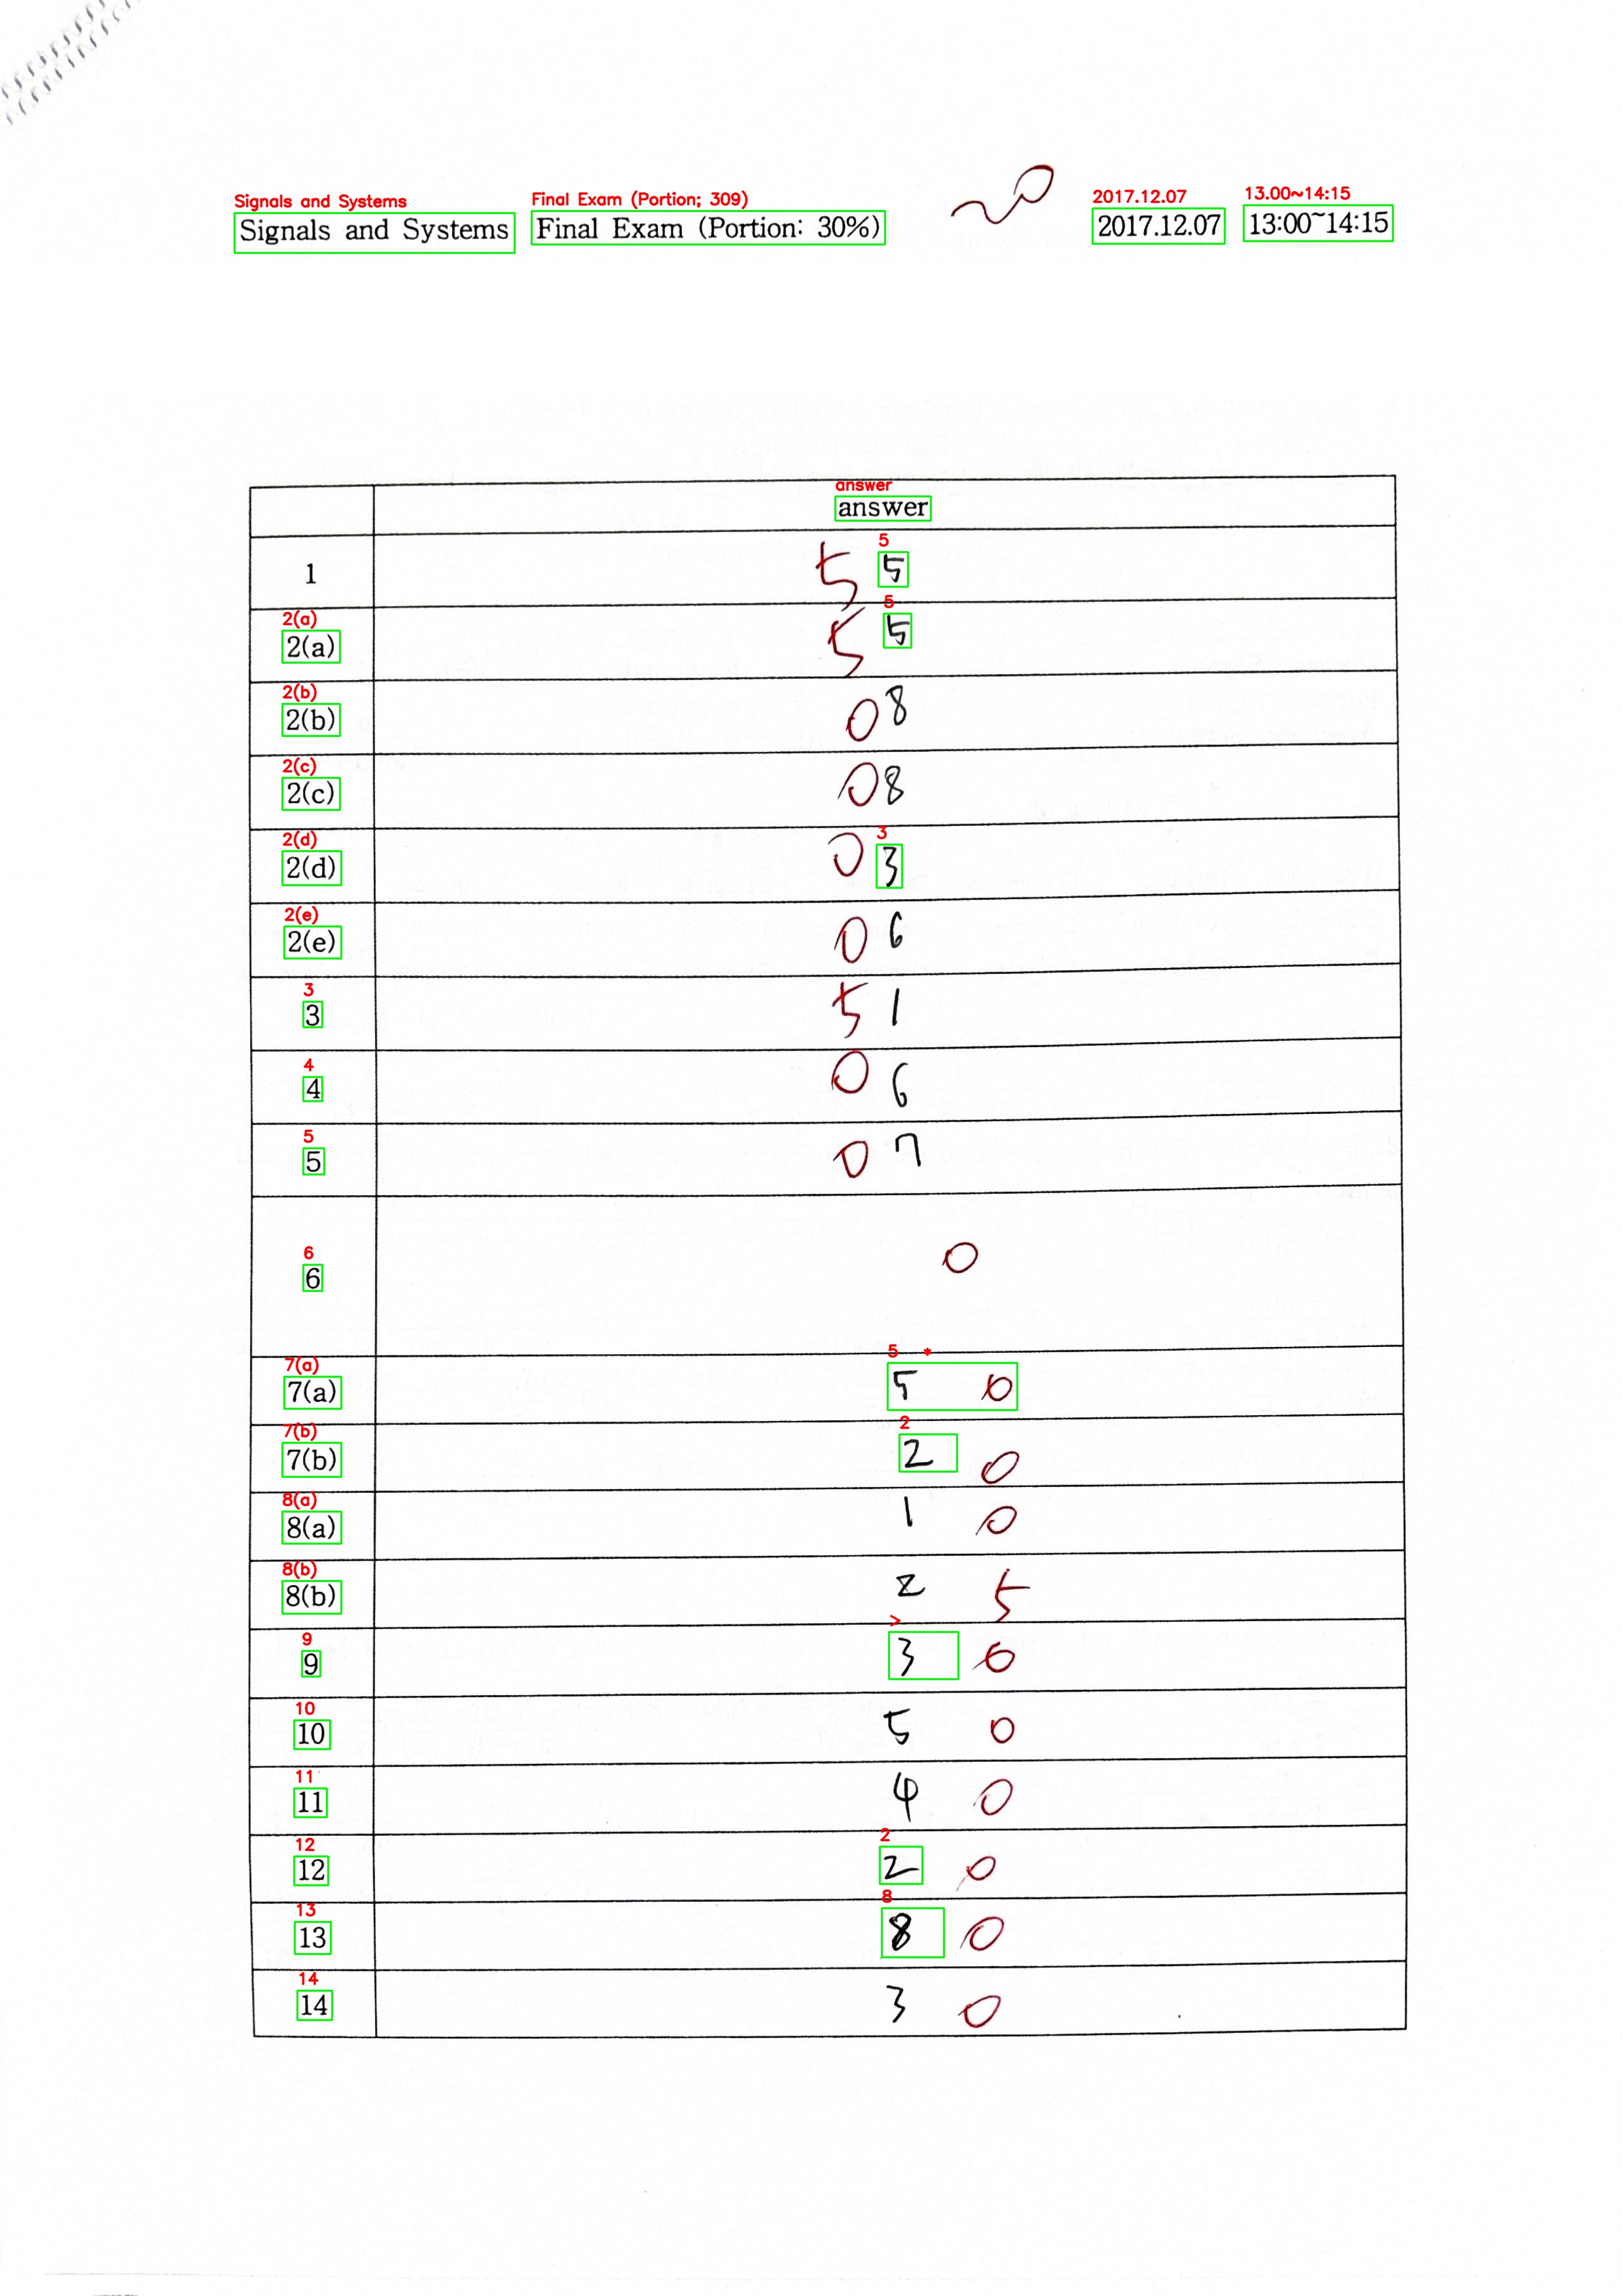 Signals and Systems Final Exam (Portion; 309) 2017.12.07 13.00~14:15
Signals and Systems Final Exam (Portion: 30%) 20 2017.12.07 13:00~14:15
answer
answer
5
1 5 5
2(a) 5
2(a) 5 5
2(b)
2(b) 0 8
2(c)
2(c) 0 8
2(d) 3
2(d) 0 3
2(e)
2(e) 0 6
3
3 5 1
4
4 0 6
5
5 0 7
6
6 0
7(a) 5 *
7(a) 5 0
7(b) 2
7(b) 2 0
8(a)
8(a) 1 0
8(b)
8(b) 2 5
9 >
9 3 0
10
10 5 0
11
11 4 0
12 2
12 2 0
13 8
13 8 0
14
14 3 0